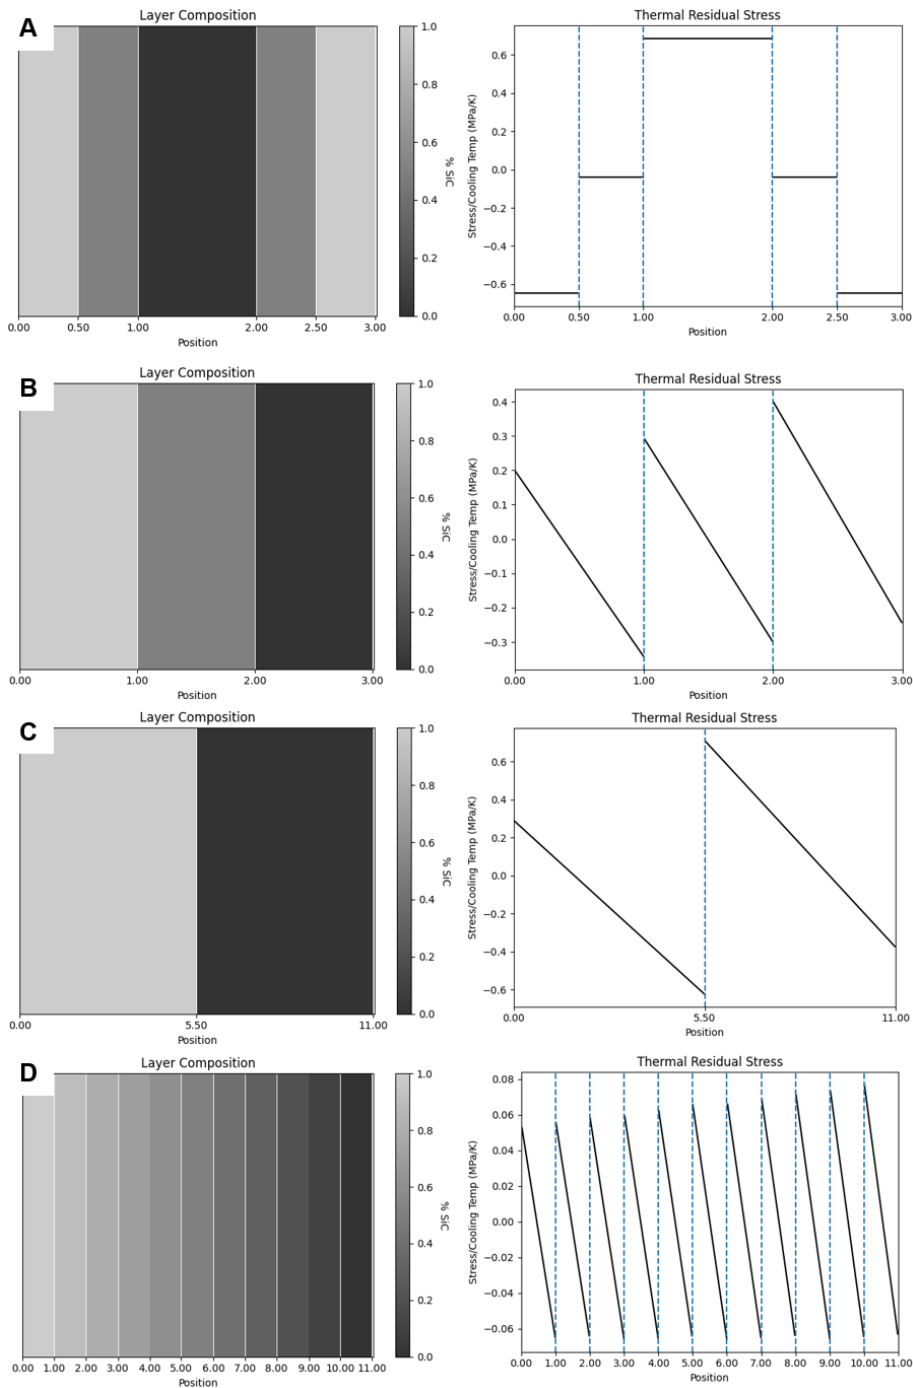 A
Layer Composition
1.0
0.8
0.6
0.4
0.2
0.0
% SiC
0.00 0.50 1.00 2.00 2.50 3.00
Position
Thermal Residual Stress
Stress/Cooling Temp (MPa/K)
0.6
0.4
0.2
0.0
−0.2
−0.4
−0.6
0.00 0.50 1.00 2.00 2.50 3.00
Position
B
Layer Composition
1.0
0.8
0.6
0.4
0.2
0.0
% SiC
0.00 1.00 2.00 3.00
Position
Thermal Residual Stress
Stress/Cooling Temp (MPa/K)
0.4
0.3
0.2
0.1
0.0
−0.1
−0.2
−0.3
0.00 1.00 2.00 3.00
Position
C
Layer Composition
1.0
0.8
0.6
0.4
0.2
0.0
% SiC
0.00 5.50 11.00
Position
Thermal Residual Stress
Stress/Cooling Temp (MPa/K)
0.6
0.4
0.2
0.0
−0.2
−0.4
−0.6
0.00 5.50 11.00
Position
D
Layer Composition
1.0
0.8
0.6
0.4
0.2
0.0
% SiC
0.00 1.00 2.00 3.00 4.00 5.00 6.00 7.00 8.00 9.00 10.00 11.00
Position
Thermal Residual Stress
Stress/Cooling Temp (MPa/K)
0.08
0.06
0.04
0.02
0.00
−0.02
−0.04
−0.06
0.00 1.00 2.00 3.00 4.00 5.00 6.00 7.00 8.00 9.00 10.00 11.00
Position